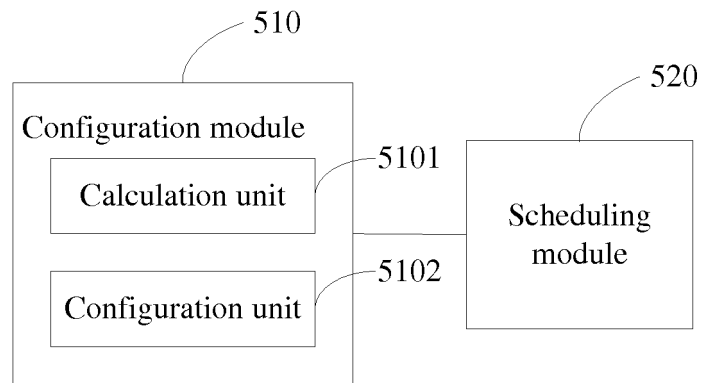 510
520
Configuration module
5101
Calculation unit
Scheduling
module
5102
Configuration unit